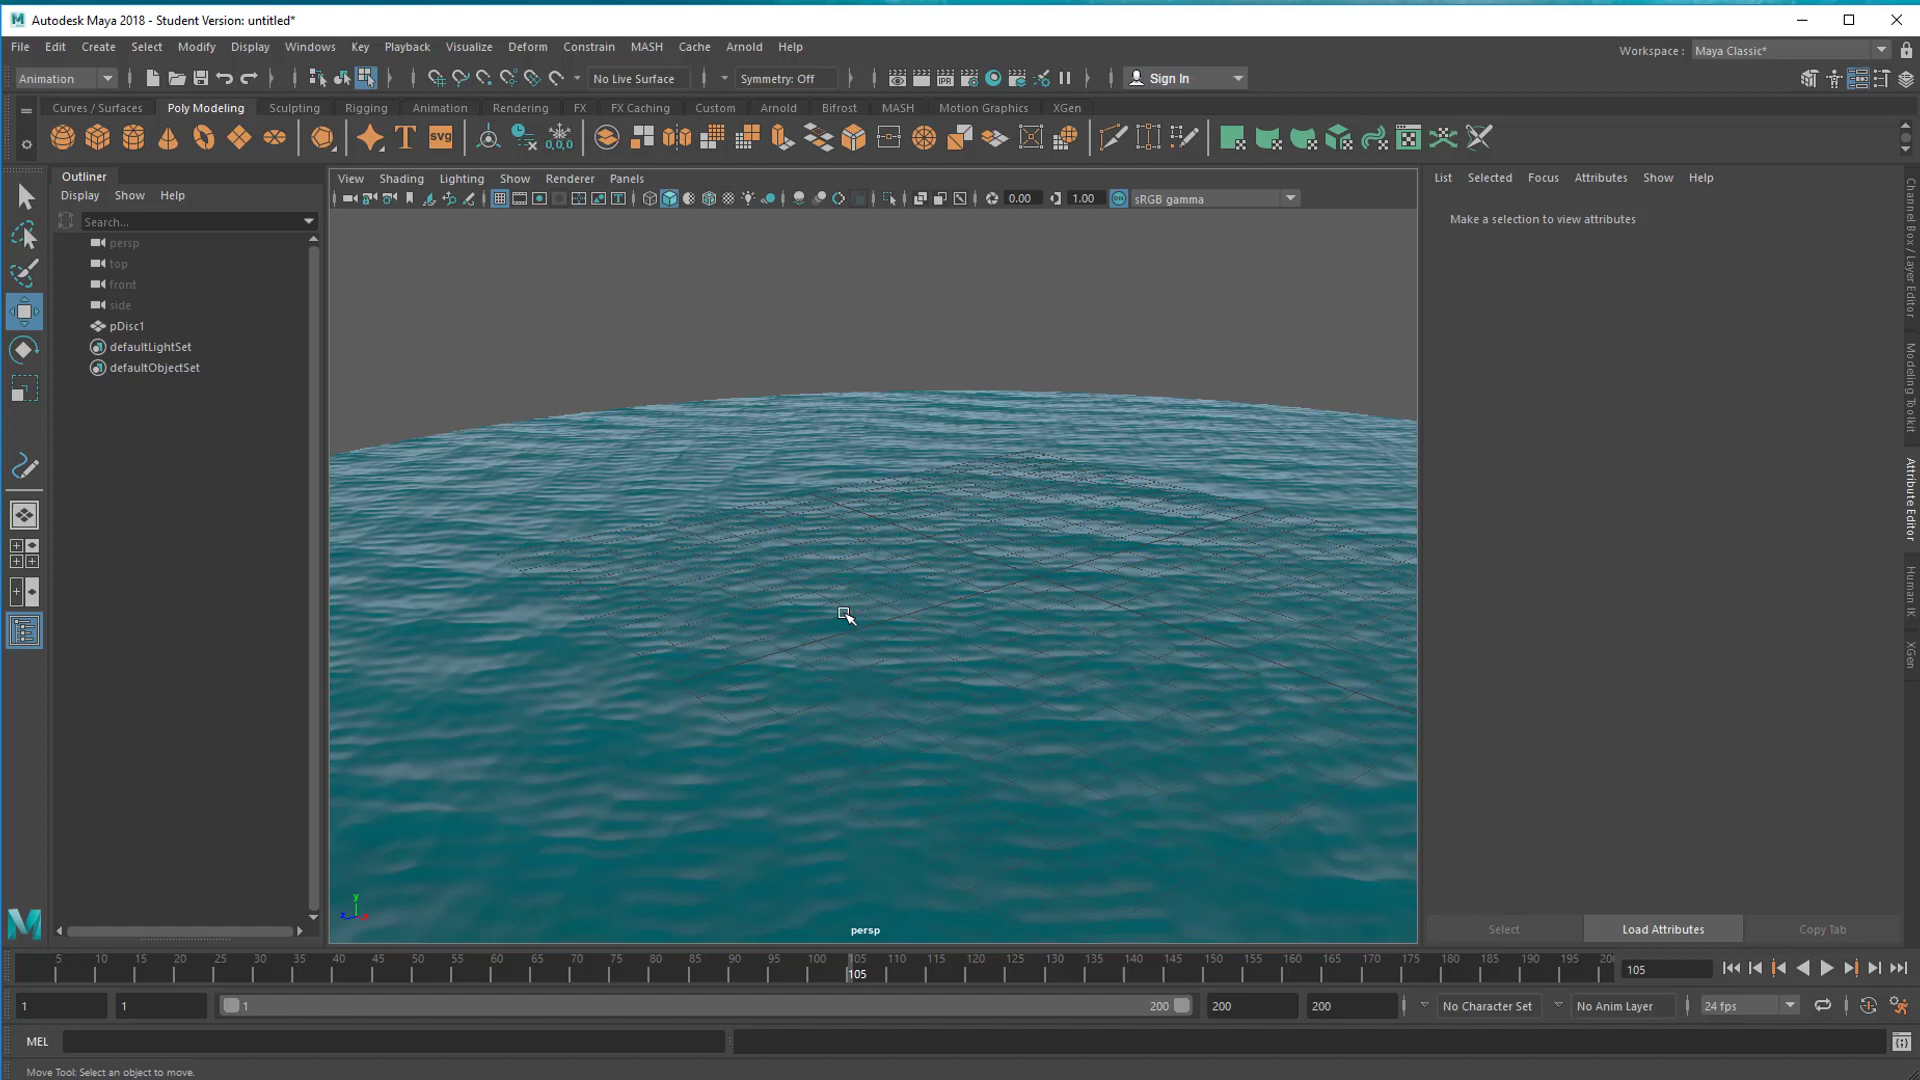 Autodesk Maya 2018 - Student Version: untitled*
File Edit Create Select Modify Display Windows Key Playback Visualize Deform Constrain MASH Cache Arnold Help
Workspace : Maya Classic*
Animation No Live Surface Symmetry: Off Sign In
Curves / Surfaces Poly Modeling Sculpting Rigging Animation Rendering FX FX Caching Custom Arnold Bifrost MASH Motion Graphics XGen
T svg 0,0,0
Outliner
Display Show Help
Search...
persp
top
front
side
pDisc1
defaultLightSet
defaultObjectSet
View Shading Lighting Show Renderer Panels
0.00 1.00 ON sRGB gamma
y
z x
persp
List Selected Focus Attributes Show Help
Make a selection to view attributes
Select Load Attributes Copy Tab
Channel Box / Layer Editor
Modeling Toolkit
Attribute Editor
Human IK
XGen
5 10 15 20 25 30 35 40 45 50 55 60 65 70 75 80 85 90 95 100 105 110 115 120 125 130 135 140 145 150 155 160 165 170 175 180 185 190 195 20
105 105
1 1 1 200 200 200 No Character Set No Anim Layer 24 fps
MEL
Move Tool: Select an object to move.